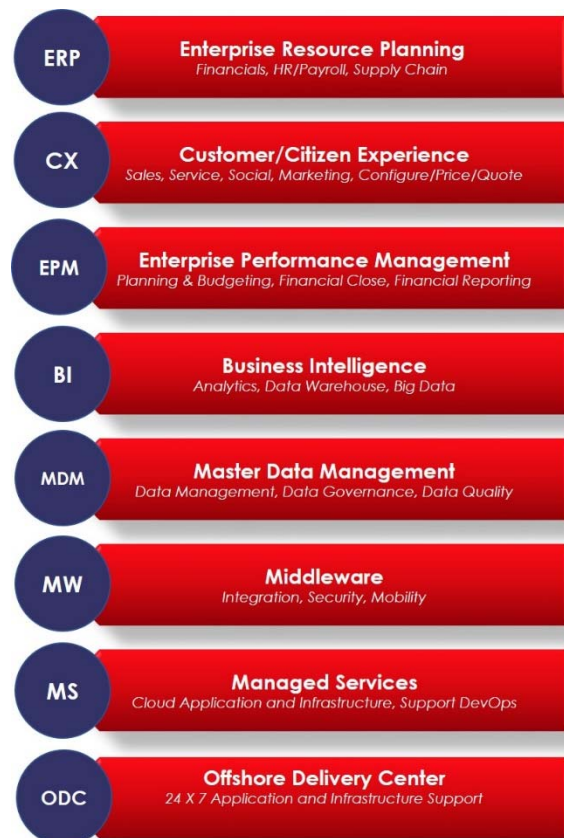 ERP
Enterprise Resource Planning
Financials, HR/Payroll, Supply Chain
CX
Customer/Citizen Experience
Sales, Service, Social, Marketing, Configure/Price/Quote
EPM
Enterprise Performance Management
Planning & Budgeting, Financial Close, Financial Reporting
BI
Business Intelligence
Analytics, Data Warehouse, Big Data
MDM
Master Data Management
Data Management, Data Governance, Data Quality
MW
Middleware
Integration, Security, Mobility
MS
Managed Services
Cloud Application and Infrastructure, Support DevOps
ODC
Offshore Delivery Center
24 X 7 Application and Infrastructure Support